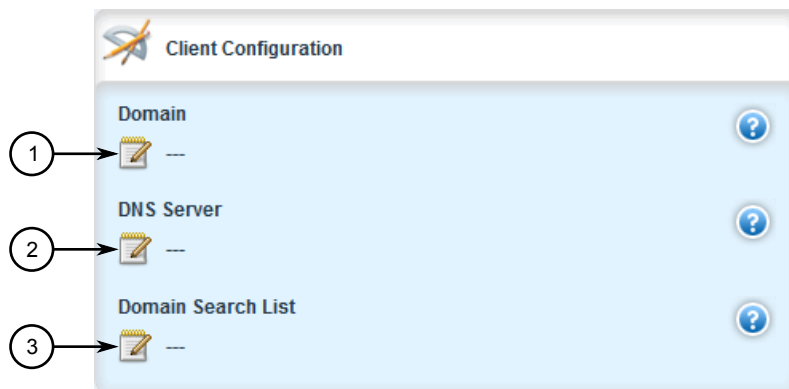 Client Configuration
Domain
1
---
DNS Server
2
---
Domain Search List
3
---